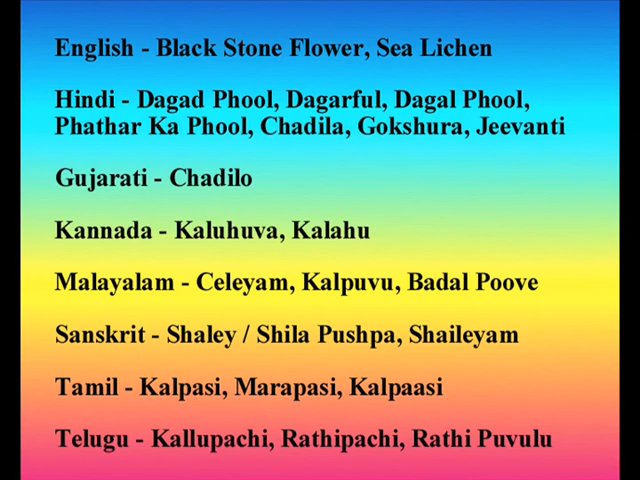 English - Black Stone Flower, Sea Lichen
Hindi - Dagad Phool, Dagarful, Dagal Phool,
Phathar Ka Phool, Chadila, Gokshura, Jeevanti
Gujarati - Chadilo
Kannada - Kaluhuva, Kalahu
Malayalam - Celeyam, Kalpuvu, Badal Poove
Sanskrit - Shaley / Shila Pushpa, Shaileyam
Tamil - Kalpasi, Marapasi, Kalpaasi
Telugu - Kallupachi, Rathipachi, Rathi Puvulu